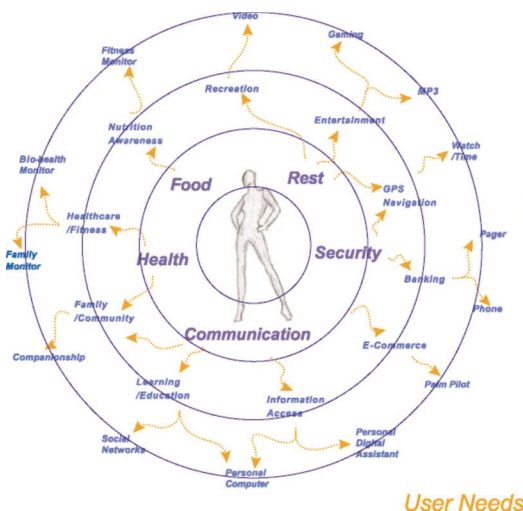 Video
Gaming
Fitness
Monitor
Recreation
MP3
Nutrition
Awareness
Entertainment
Watch
/Time
Bio-health
Monitor
Food
Rest
GPS
Navigation
Healthcare
/Fitness
Pager
Family
Monitor
Health
Security
Banking
Family
/Community
Phone
Communication
E-Commerce
Companionship
Learning
/Education
Palm Pilot
Information
Access
Social
Networks
Personal
Digital
Assistant
Personal
Computer
User Needs